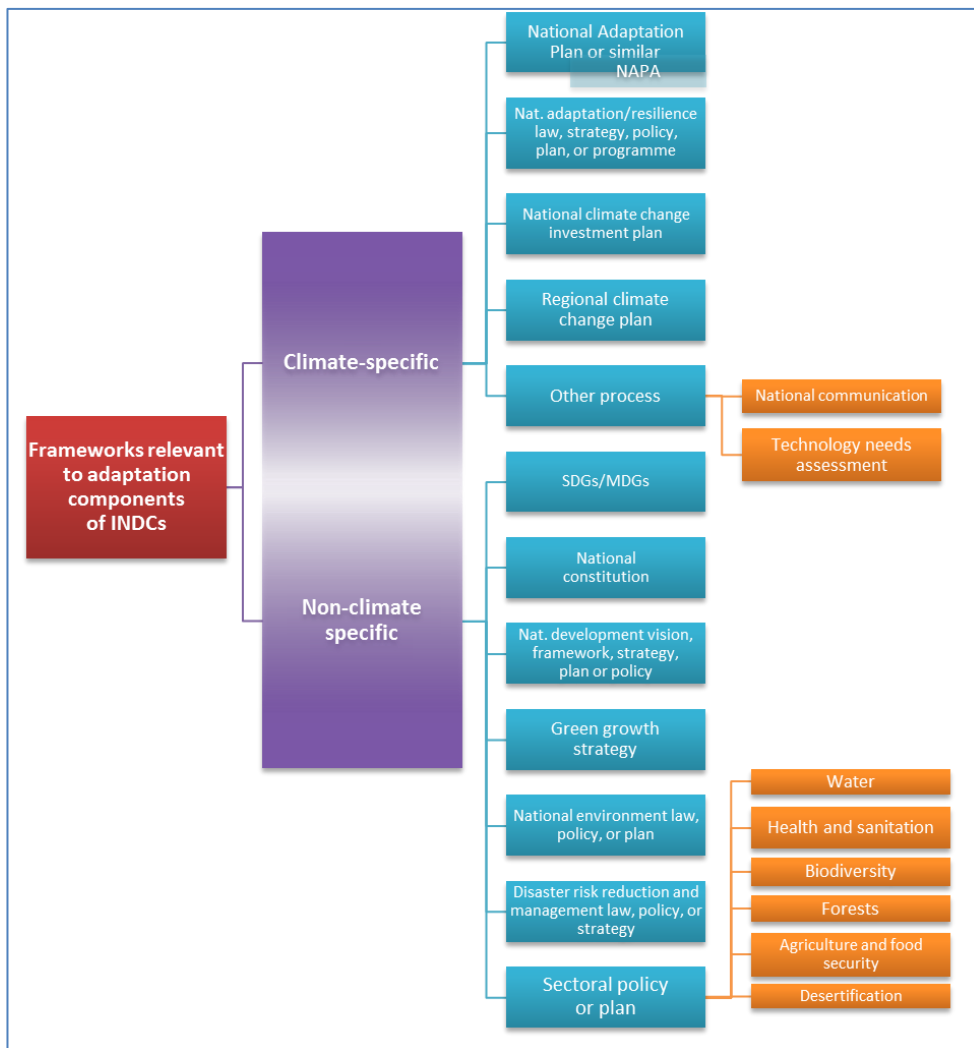 Frameworks relevant
to adaptation
components
of INDCs
Climate-specific
National Adaptation
Plan or similar
NAPA
Nat. adaptation/resilience
law, strategy, policy,
plan, or programme
National climate change
investment plan
Regional climate
change plan
Other process
National communication
Technology needs
assessment
Non-climate
specific
SDGs/MDGs
National
constitution
Nat. development vision,
framework, strategy,
plan or policy
Green growth
strategy
National environment law,
policy, or plan
Disaster risk reduction and
management law, policy, or
strategy
Sectoral policy
or plan
Water
Health and sanitation
Biodiversity
Forests
Agriculture and food
security
Desertification